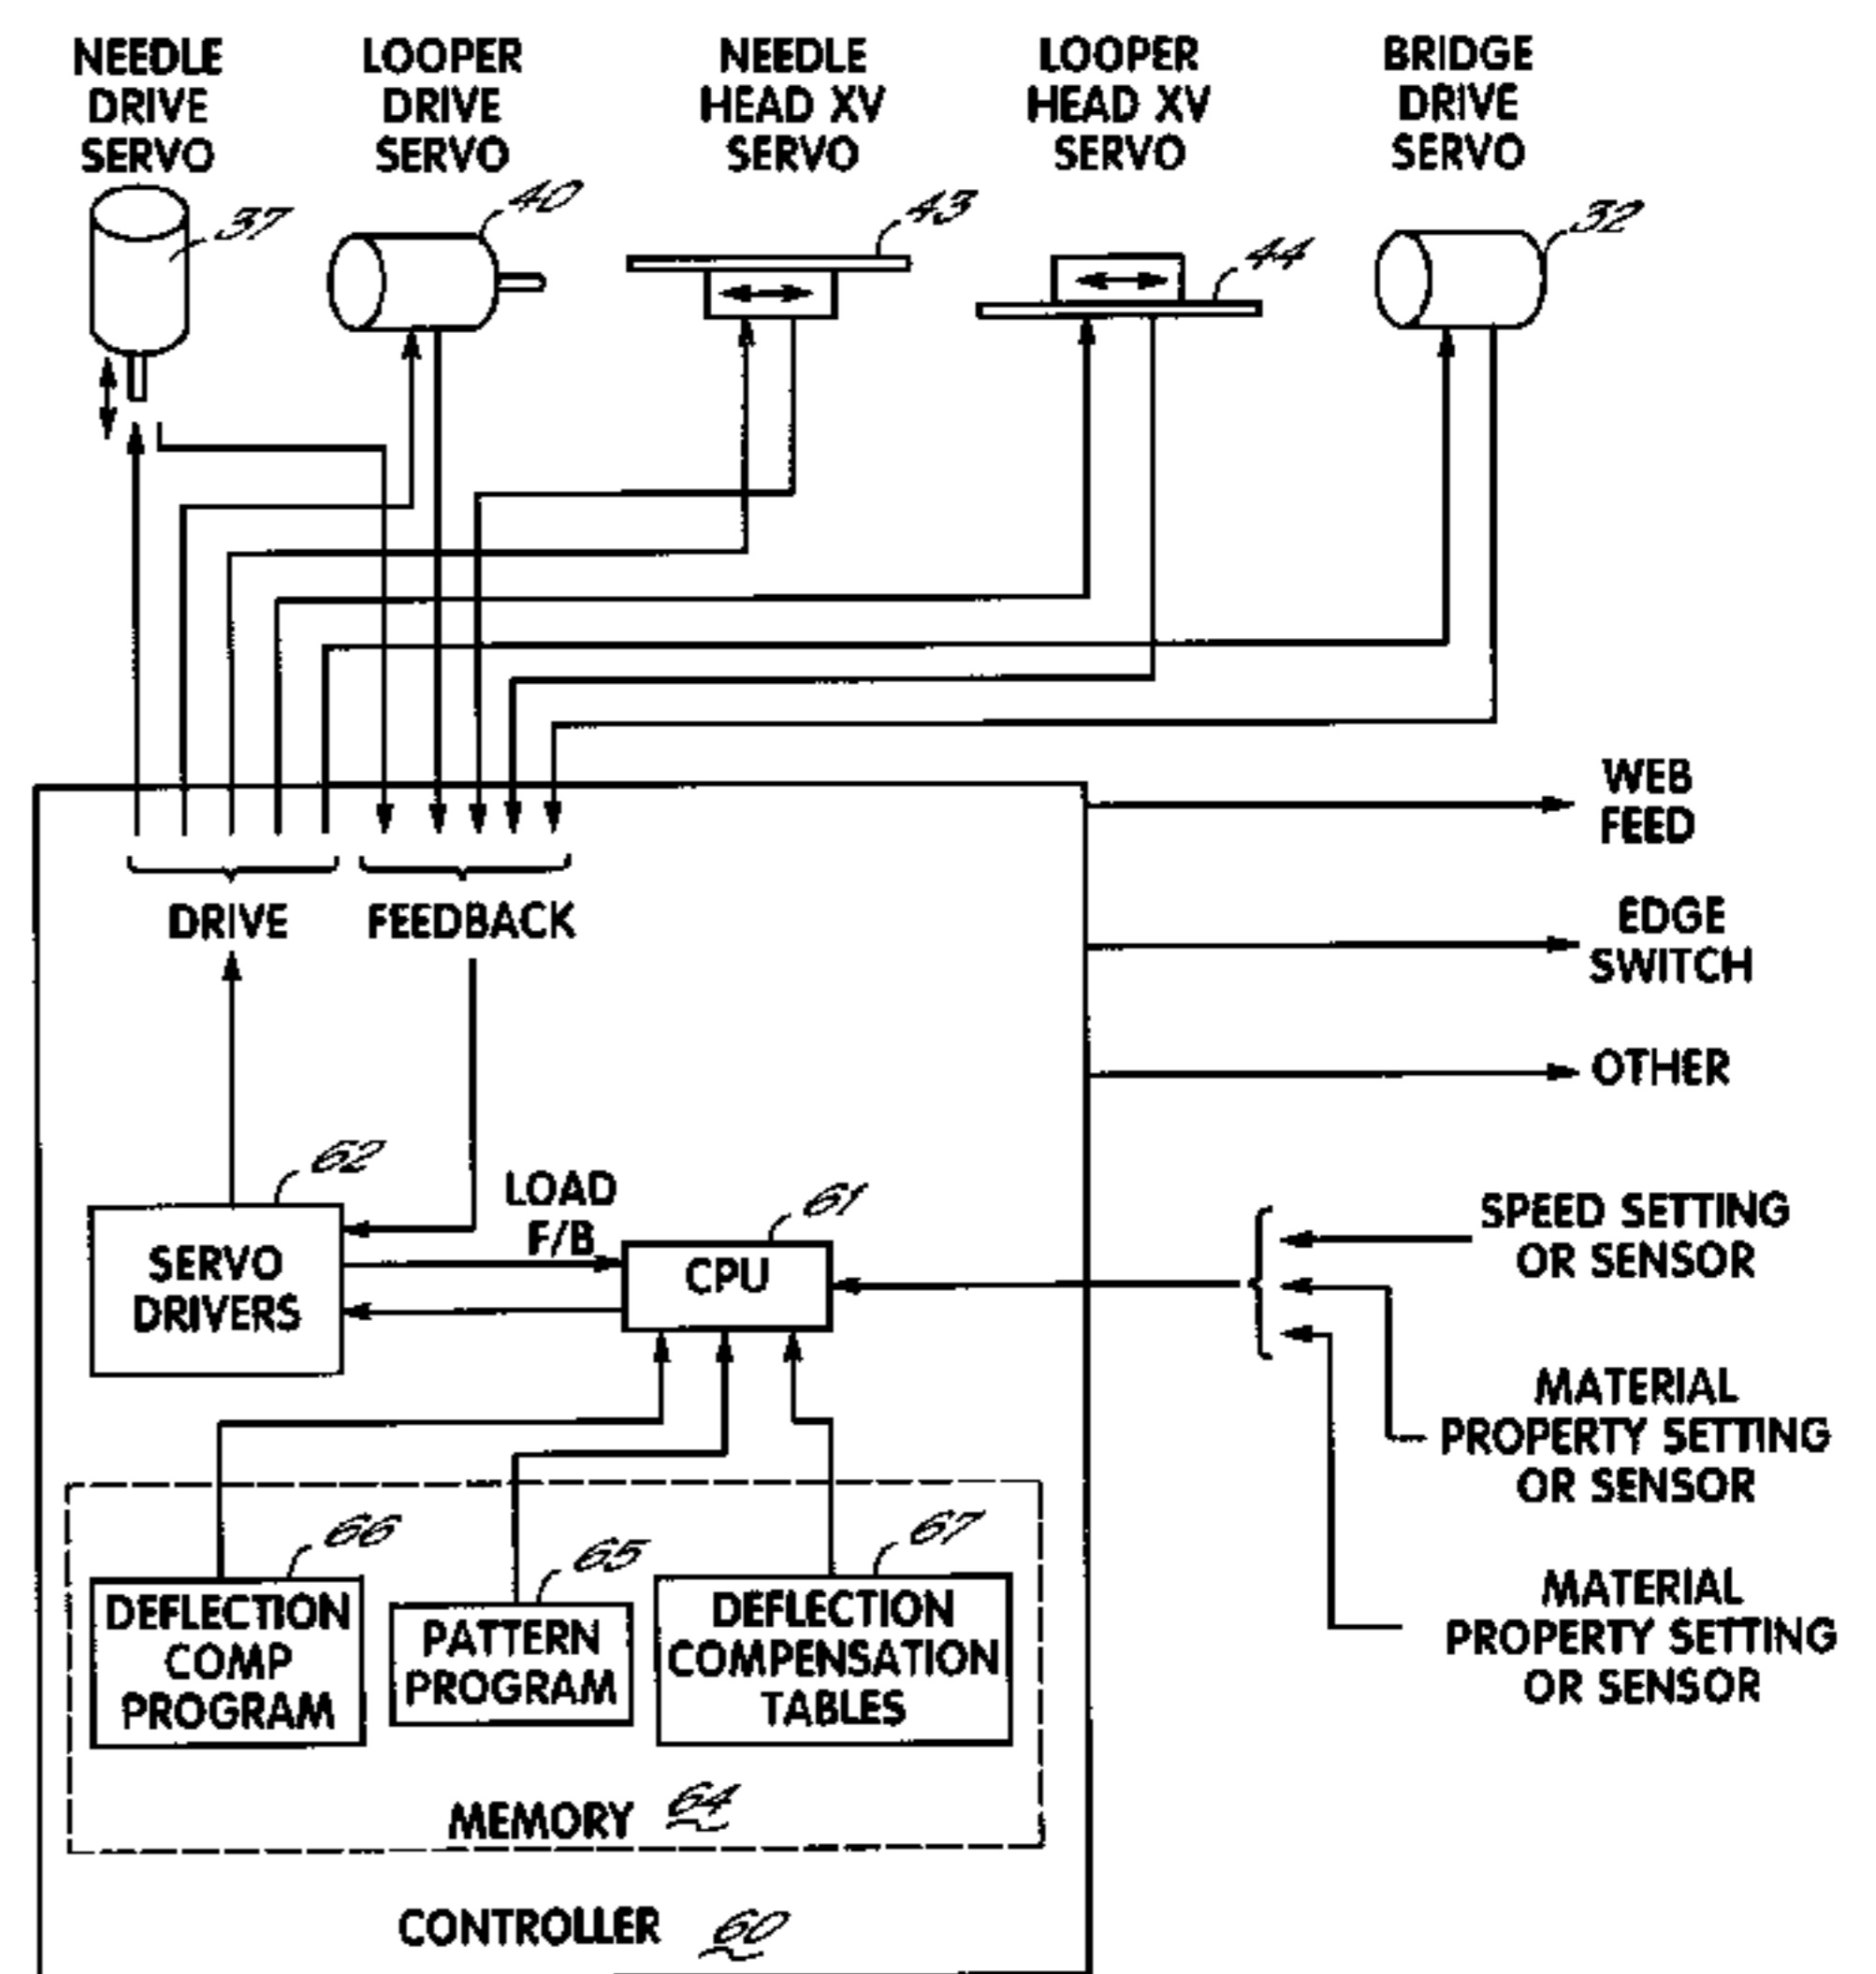 NEEDLE
DRIVE
SERVO
LOOPER
DRIVE
SERVO
NEEDLE
HEAD XV
SERVO
LOOPER
HEAD XV
SERVO
BRIDGE
DRIVE
SERVO
37
40
43
44
32
WEB
FEED
DRIVE
FEEDBACK
EDGE
SWITCH
OTHER
62
LOAD
F/B
61
SERVO
DRIVERS
CPU
SPEED SETTING
OR SENSOR
MATERIAL
PROPERTY SETTING
OR SENSOR
66
65
67
DEFLECTION
COMP
PROGRAM
PATTERN
PROGRAM
DEFLECTION
COMPENSATION
TABLES
MATERIAL
PROPERTY SETTING
OR SENSOR
MEMORY 64
CONTROLLER 60